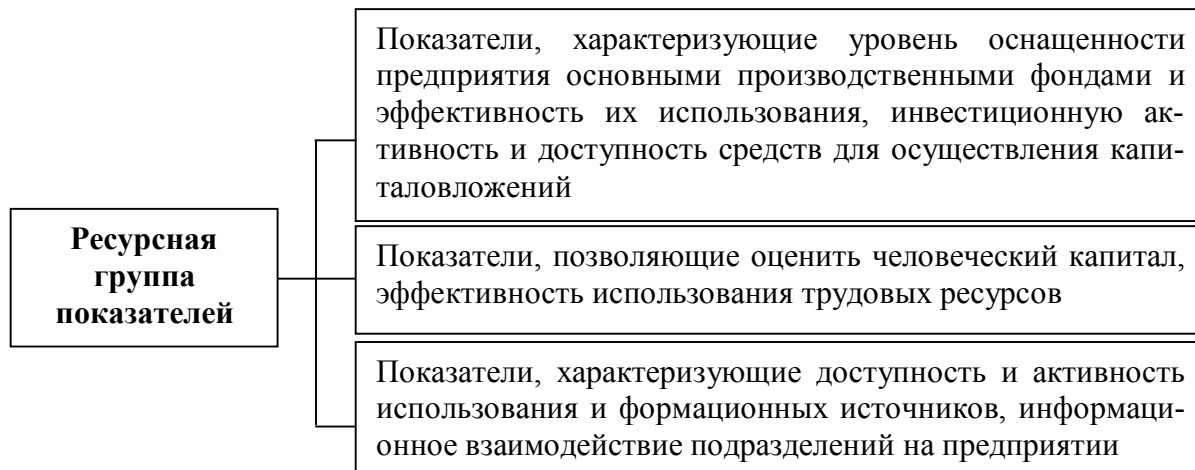 Показатели, характеризующие уровень оснащенности
предприятия основными производственными фондами и
эффективность их использования, инвестиционную ак-
тивность и доступность средств для осуществления капи-
таловложений
Ресурсная
группа
показателей
Показатели, позволяющие оценить человеческий капитал,
эффективность использования трудовых ресурсов
Показатели, характеризующие доступность и активность
использования и формационных источников, информаци-
онное взаимодействие подразделений на предприятии